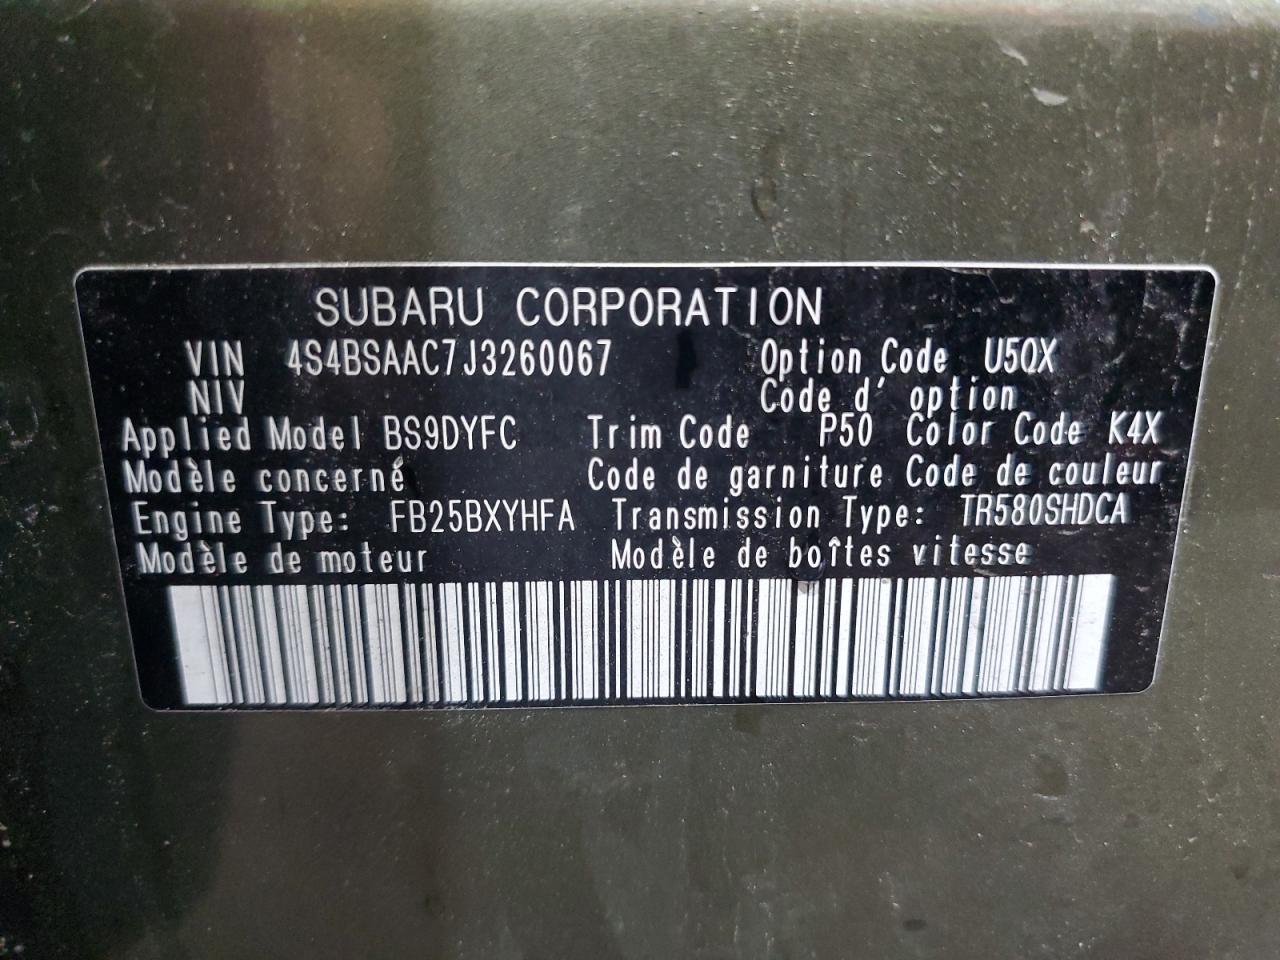 SUBARU CORPORATION
VIN 4S4BSAAC7J3260067 Option Code U5QX
NIV Code d' option
Applied Model BS9DYFC Trim Code P50 Color Code K4X
Modèle concerné Code de garniture Code de couleur
Engine Type: FB25BXYHFA Transmission Type: TR580SHDCA
Modèle de moteur Modèle de boîtes vitesse